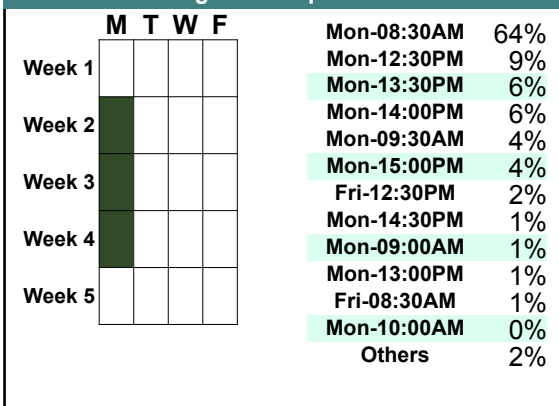 M T W F
Week 1
Week 2
Week 3
Week 4
Week 5
Mon-08:30AM 64%
Mon-12:30PM 9%
Mon-13:30PM 6%
Mon-14:00PM 6%
Mon-09:30AM 4%
Mon-15:00PM 4%
Fri-12:30PM 2%
Mon-14:30PM 1%
Mon-09:00AM 1%
Mon-13:00PM 1%
Fri-08:30AM 1%
Mon-10:00AM 0%
Others 2%